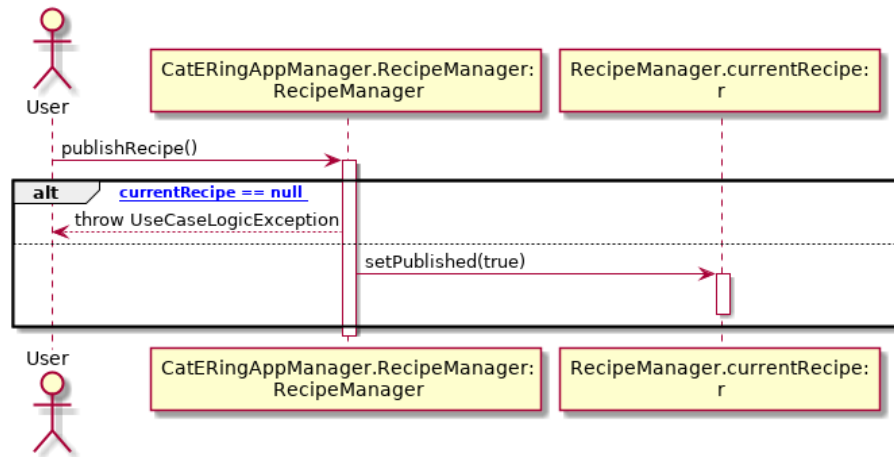 User
CatERingAppManager.RecipeManager:
RecipeManager
RecipeManager.currentRecipe:
r
publishRecipe()
alt
currentRecipe == null
throw UseCaseLogicException
setPublished(true)
User
CatERingAppManager.RecipeManager:
RecipeManager
RecipeManager.currentRecipe:
r